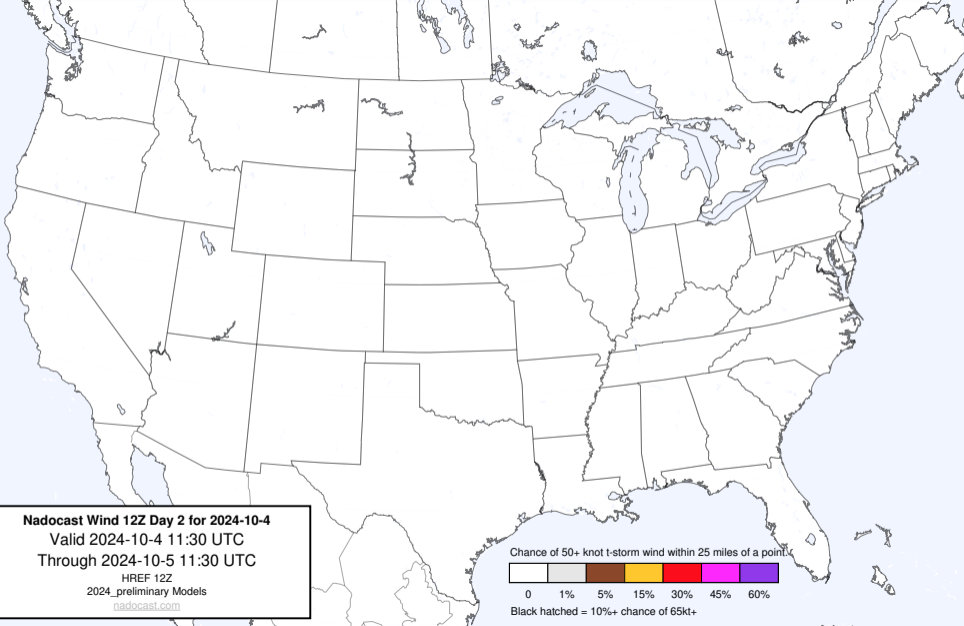 Nadocast Wind 12Z Day 2 for 2024-10-4
Valid 2024-10-4 11:30 UTC
Through 2024-10-5 11:30 UTC
HREF 12Z
2024_preliminary Models
nadocast.com
Chance of 50+ knot t-storm wind within 25 miles of a point.
0 1% 5% 15% 30% 45% 60%
Black hatched = 10%+ chance of 65kt+